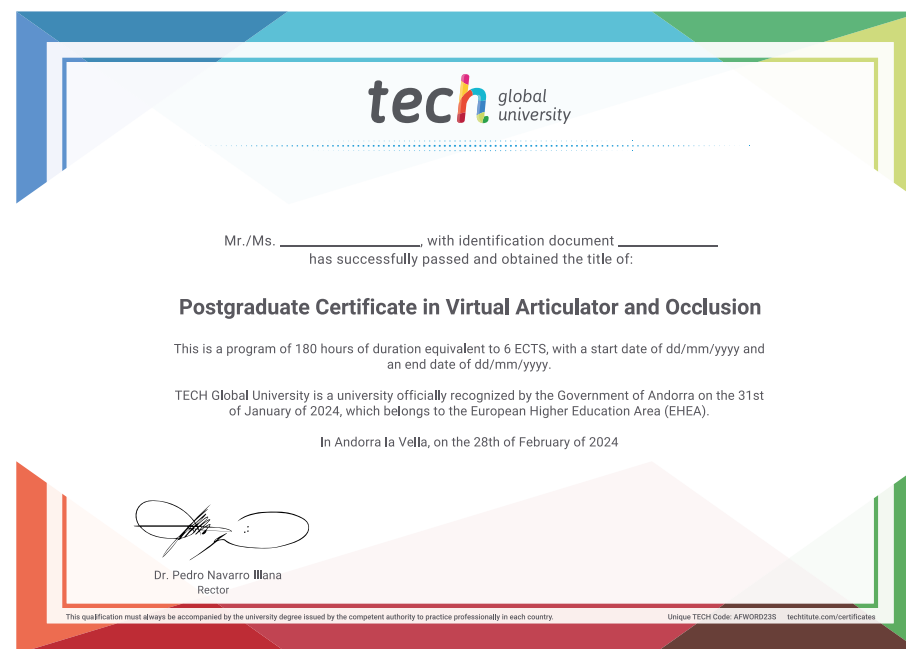 tech global university
Mr./Ms. ____________________, with identification document ______________
has successfully passed and obtained the title of:
Postgraduate Certificate in Virtual Articulator and Occlusion
This is a program of 180 hours of duration equivalent to 6 ECTS, with a start date of dd/mm/yyyy and
an end date of dd/mm/yyyy.
TECH Global University is a university officially recognized by the Government of Andorra on the 31st
of January of 2024, which belongs to the European Higher Education Area (EHEA).
In Andorra la Vella, on the 28th of February of 2024
Dr. Pedro Navarro Illana
Rector
This qualification must always be accompanied by the university degree issued by the competent authority to practice professionally in each country. Unique TECH Code: AFWORD23S techtitute.com/certificates